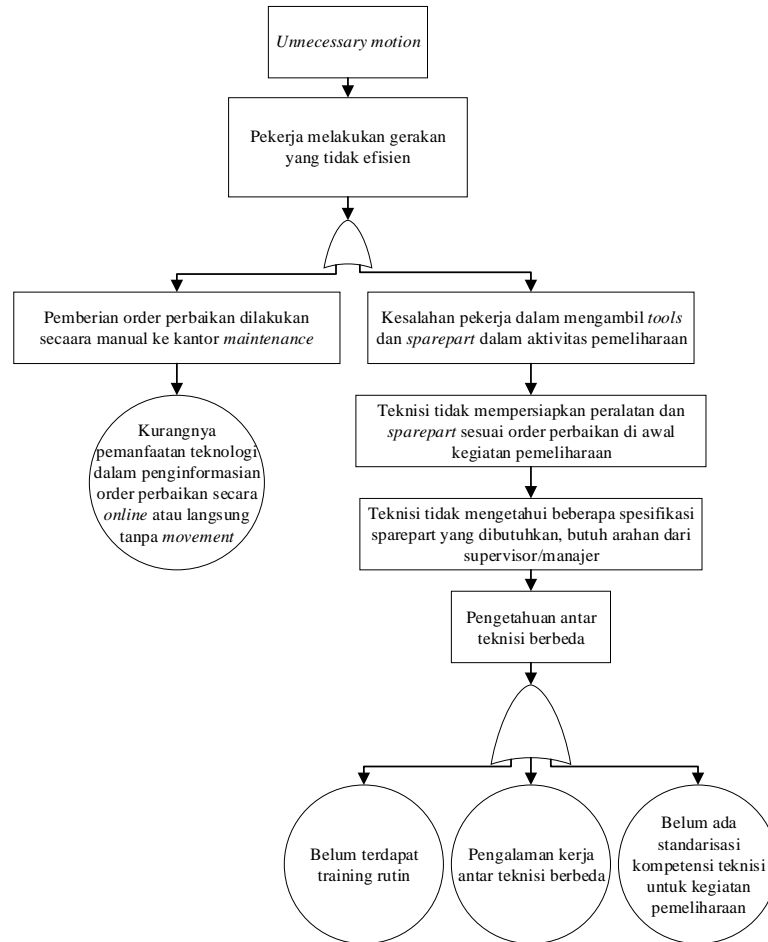 Unnecessary motion
Pekerja melakukan gerakan
yang tidak efisien
Pemberian order perbaikan dilakukan
secaara manual ke kantor maintenance
Kesalahan pekerja dalam mengambil tools
dan sparepart dalam aktivitas pemeliharaan
Kurangnya
pemanfaatan teknologi
dalam penginformasian
order perbaikan secara
online atau langsung
tanpa movement
Teknisi tidak mempersiapkan peralatan dan
sparepart sesuai order perbaikan di awal
kegiatan pemeliharaan
Teknisi tidak mengetahui beberapa spesifikasi
sparepart yang dibutuhkan, butuh arahan dari
supervisor/manajer
Pengetahuan antar
teknisi berbeda
Belum terdapat
training rutin
Pengalaman kerja
antar teknisi berbeda
Belum ada
standarisasi
kompetensi teknisi
untuk kegiatan
pemeliharaan